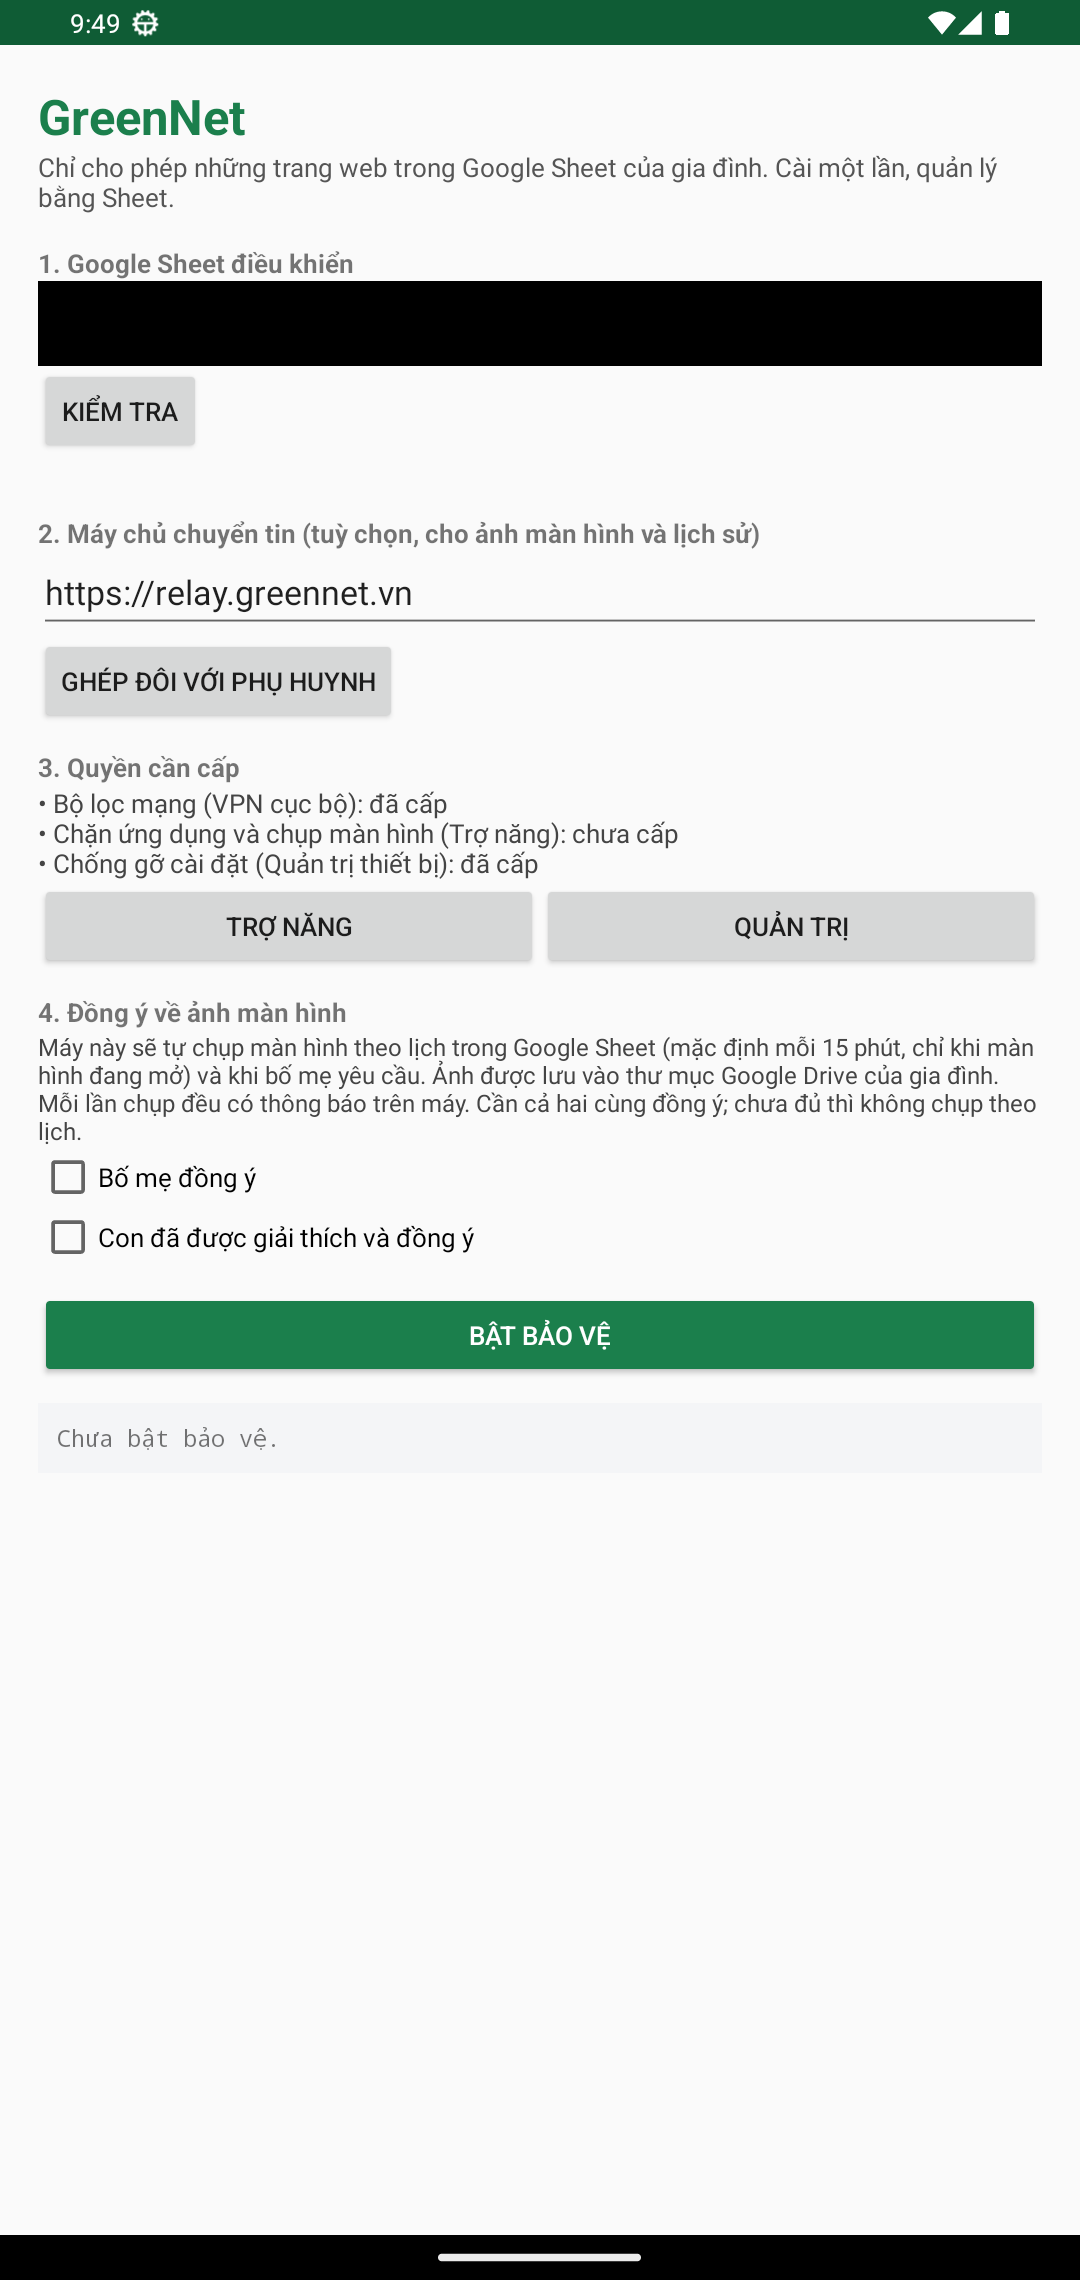 9:49
GreenNet
Chỉ cho phép những trang web trong Google Sheet của gia đình. Cài một lần, quản lý
bằng Sheet.
1. Google Sheet điều khiển
KIỂM TRA
2. Máy chủ chuyển tin (tuỳ chọn, cho ảnh màn hình và lịch sử)
https://relay.greennet.vn
GHÉP ĐÔI VỚI PHỤ HUYNH
3. Quyền cần cấp
• Bộ lọc mạng (VPN cục bộ): đã cấp
• Chặn ứng dụng và chụp màn hình (Trợ năng): chưa cấp
• Chống gỡ cài đặt (Quản trị thiết bị): đã cấp
TRỢ NĂNG QUẢN TRỊ
4. Đồng ý về ảnh màn hình
Máy này sẽ tự chụp màn hình theo lịch trong Google Sheet (mặc định mỗi 15 phút, chỉ khi màn
hình đang mở) và khi bố mẹ yêu cầu. Ảnh được lưu vào thư mục Google Drive của gia đình.
Mỗi lần chụp đều có thông báo trên máy. Cần cả hai cùng đồng ý; chưa đủ thì không chụp theo
lịch.
Bố mẹ đồng ý
Con đã được giải thích và đồng ý
BẬT BẢO VỆ
Chưa bật bảo vệ.